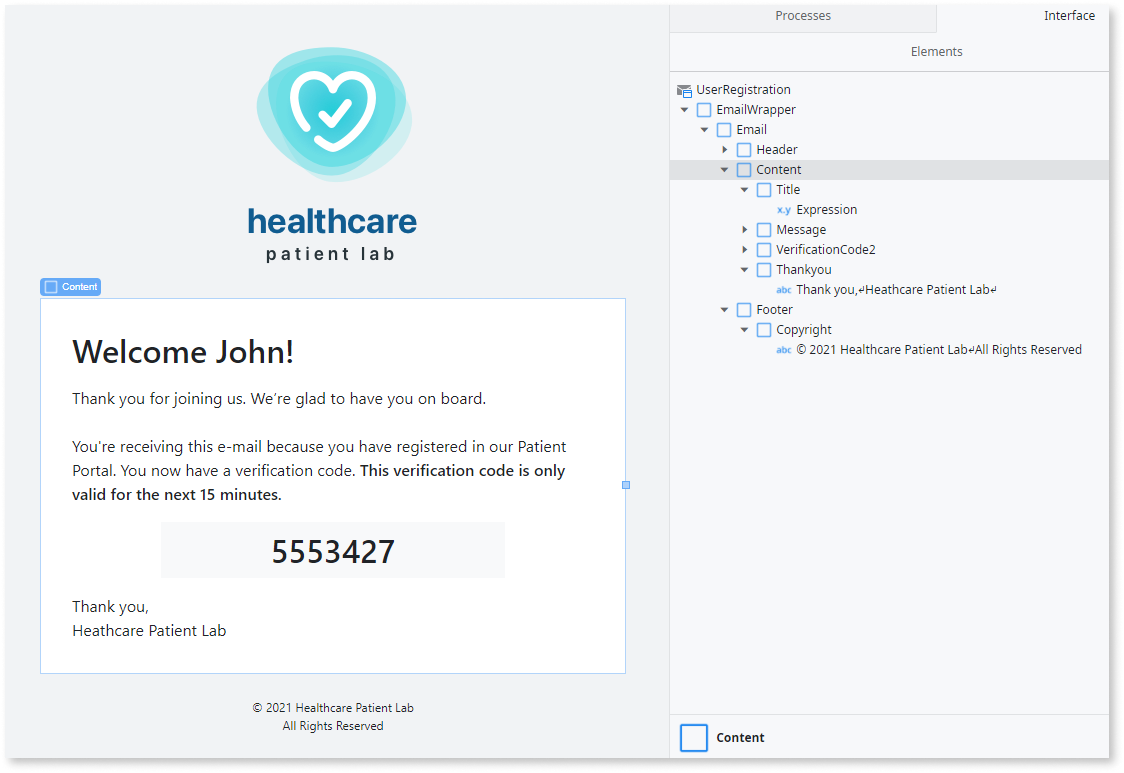 healthcare
patient lab
Content
Welcome John!
Thank you for joining us. We're glad to have you on board.
You're receiving this e-mail because you have registered in our Patient
Portal. You now have a verification code. This verification code is only
valid for the next 15 minutes.
5553427
Thank you,
Heathcare Patient Lab
© 2021 Healthcare Patient Lab
All Rights Reserved
Processes
Interface
Elements
UserRegistration
EmailWrapper
Email
Header
Content
Title
x.y Expression
Message
VerificationCode2
Thankyou
abc Thank you,↵Heathcare Patient Lab↵
Footer
Copyright
abc © 2021 Healthcare Patient Lab↵All Rights Reserved
Content